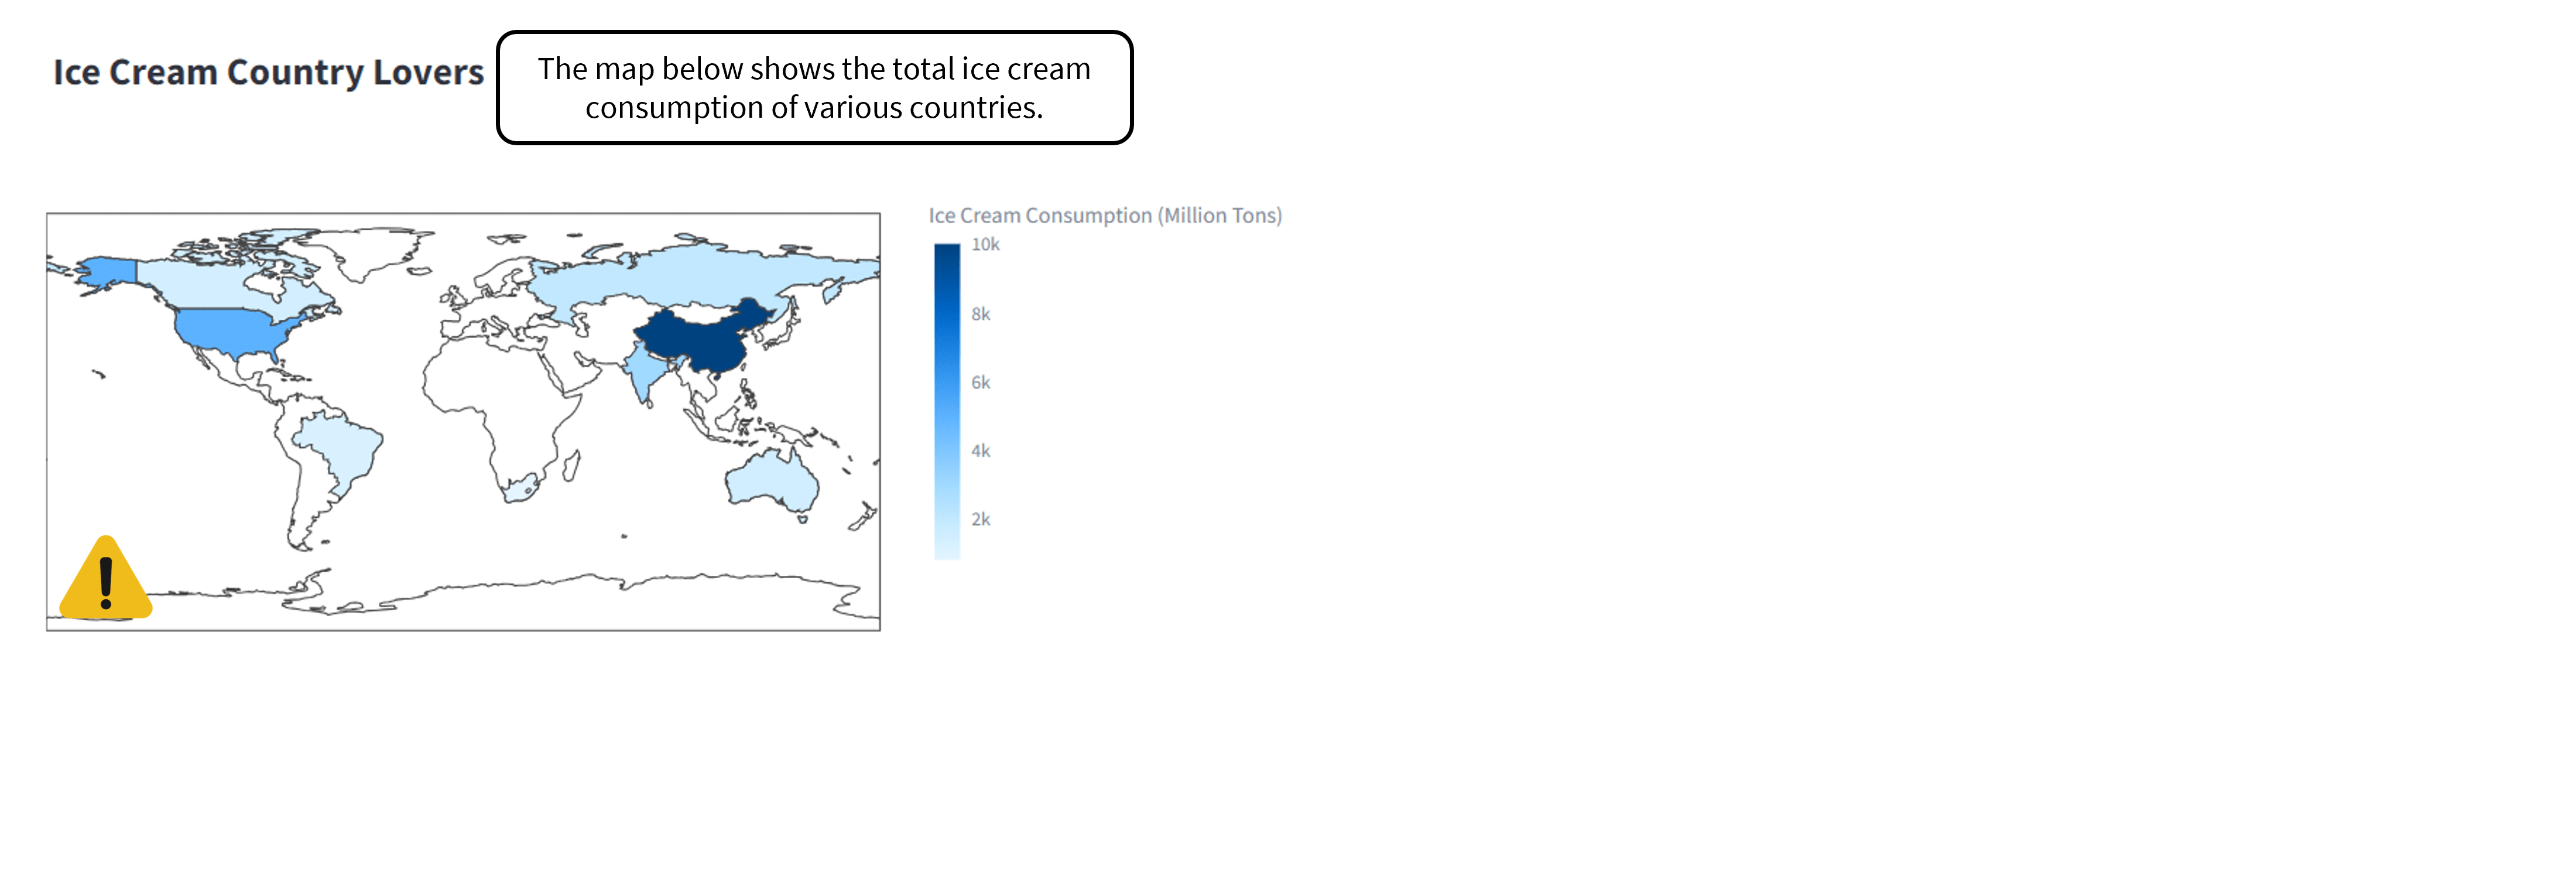 Ice Cream Country Lovers
The map below shows the total ice cream
consumption of various countries.
Ice Cream Consumption (Million Tons)
10k
8k
6k
4k
2k